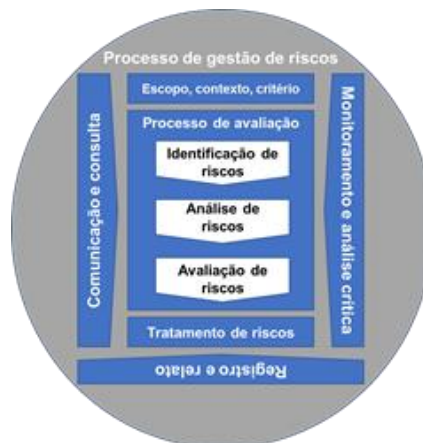 Processo de gestão de riscos
Escopo, contexto, critério
Processo de avaliação
Identificação de
riscos
Análise de
riscos
Avaliação de
riscos
Tratamento de riscos
Comunicação e consulta
Monitoramento e análise crítica
Registro e relato